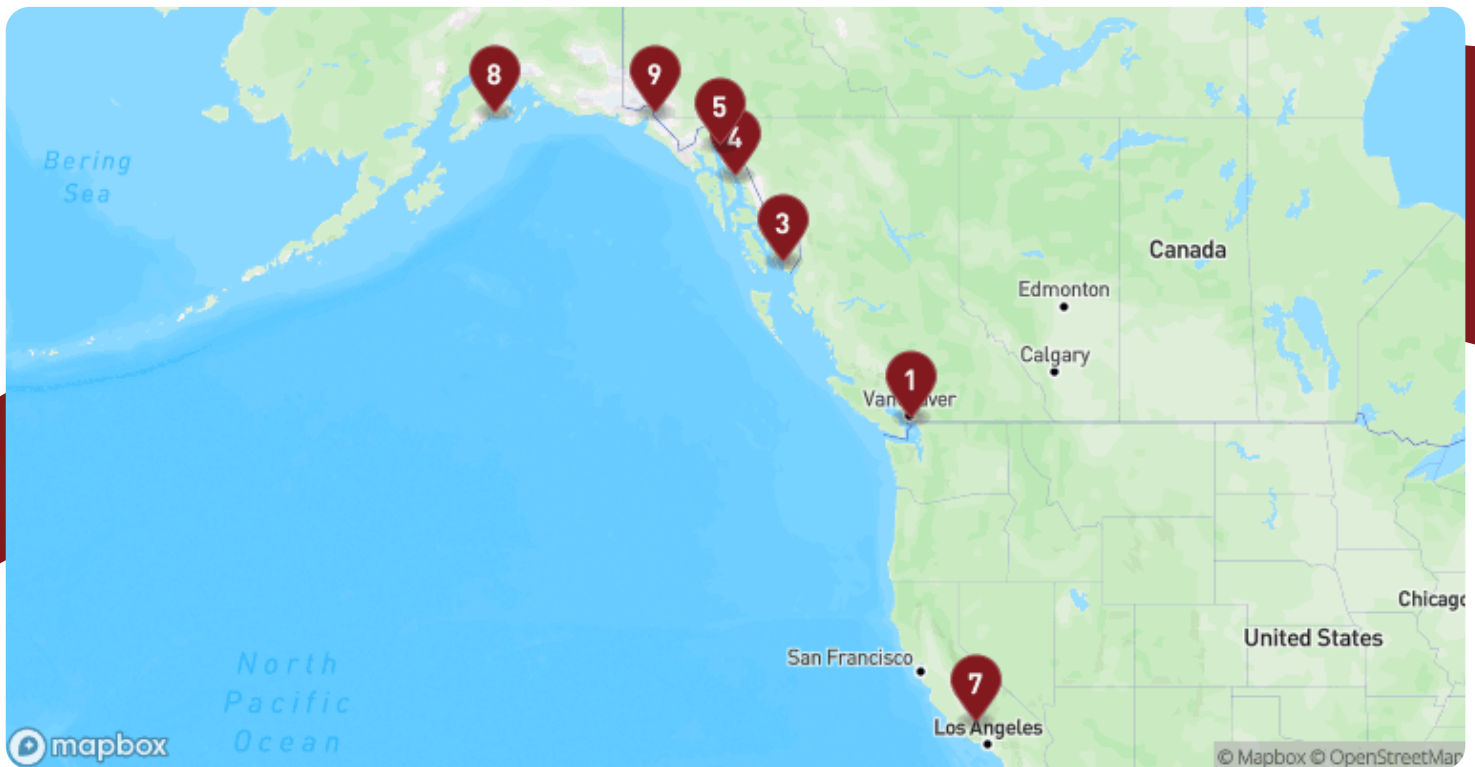 8
9
5
4
Bering
Sea
3
Canada
Edmonton
Calgary
1
Vancouver
Chicago
North
Pacific
Ocean
San Francisco
United States
7
Los Angeles
mapbox
© Mapbox © OpenStreetMap